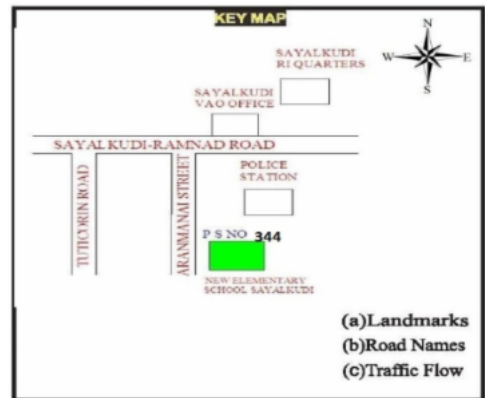 KEY MAP
N
W
E
S
SAYALKUDI
RI QUARTERS
SAYALKUDI
VAO OFFICE
SAYALKUDI-RAMNAD ROAD
TUTICORIN ROAD
ARANMANAI STREET
POLICE
STATION
P S NO 344
NEW ELEMENTARY
SCHOOL SAYALKUDI
(a)Landmarks
(b)Road Names
(c)Traffic Flow